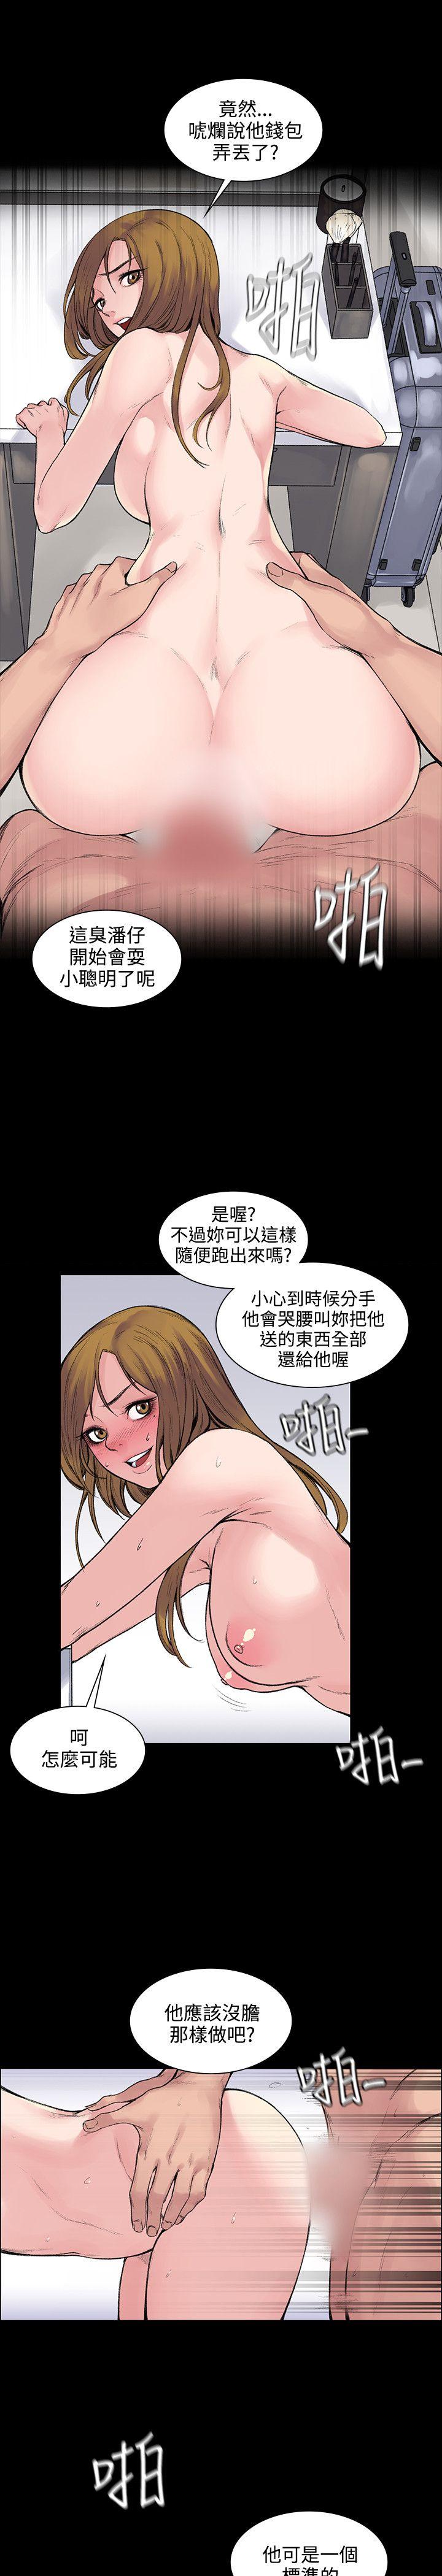 竟然...
唬爛說他錢包
弄丟了?
啪
啪
這臭潘仔
開始會耍
小聰明了呢
是喔?
不過妳可以這樣
隨便跑出來嗎?
小心到時候分手
他會哭腰叫妳把他
送的東西全部
還給他喔
啪
啪
呵
怎麼可能
他應該沒膽
那樣做吧?
啪
啪
他可是一個
標準的